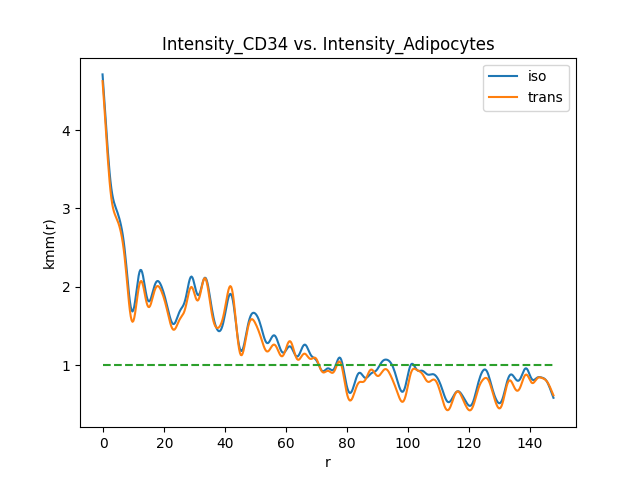 Intensity_CD34 vs. Intensity_Adipocytes
iso
trans
kmm(r)
4
3
2
1
0
20
40
60
80
100
120
140
r